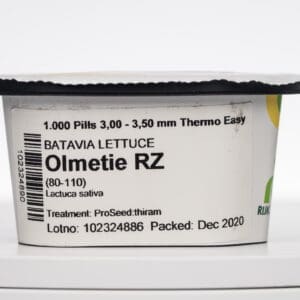 1.000 Pills 3,00 - 3,50 mm Thermo Easy
BATAVIA LETTUCE
Olmetie RZ
(80-110)
Lactuca sativa
Treatment: ProSeed:thiram
Lotno: 102324886 Packed: Dec 2020
102324890